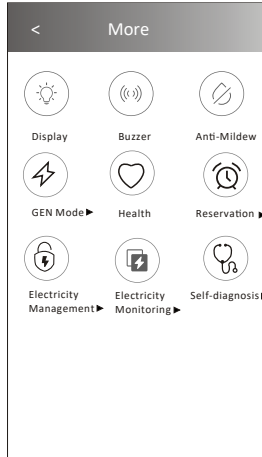 < More
Display Buzzer Anti-Mildew
GEN Mode▶ Health Reservation ▶
Electricity Electricity Self-diagnosis
Management▶ Monitoring▶